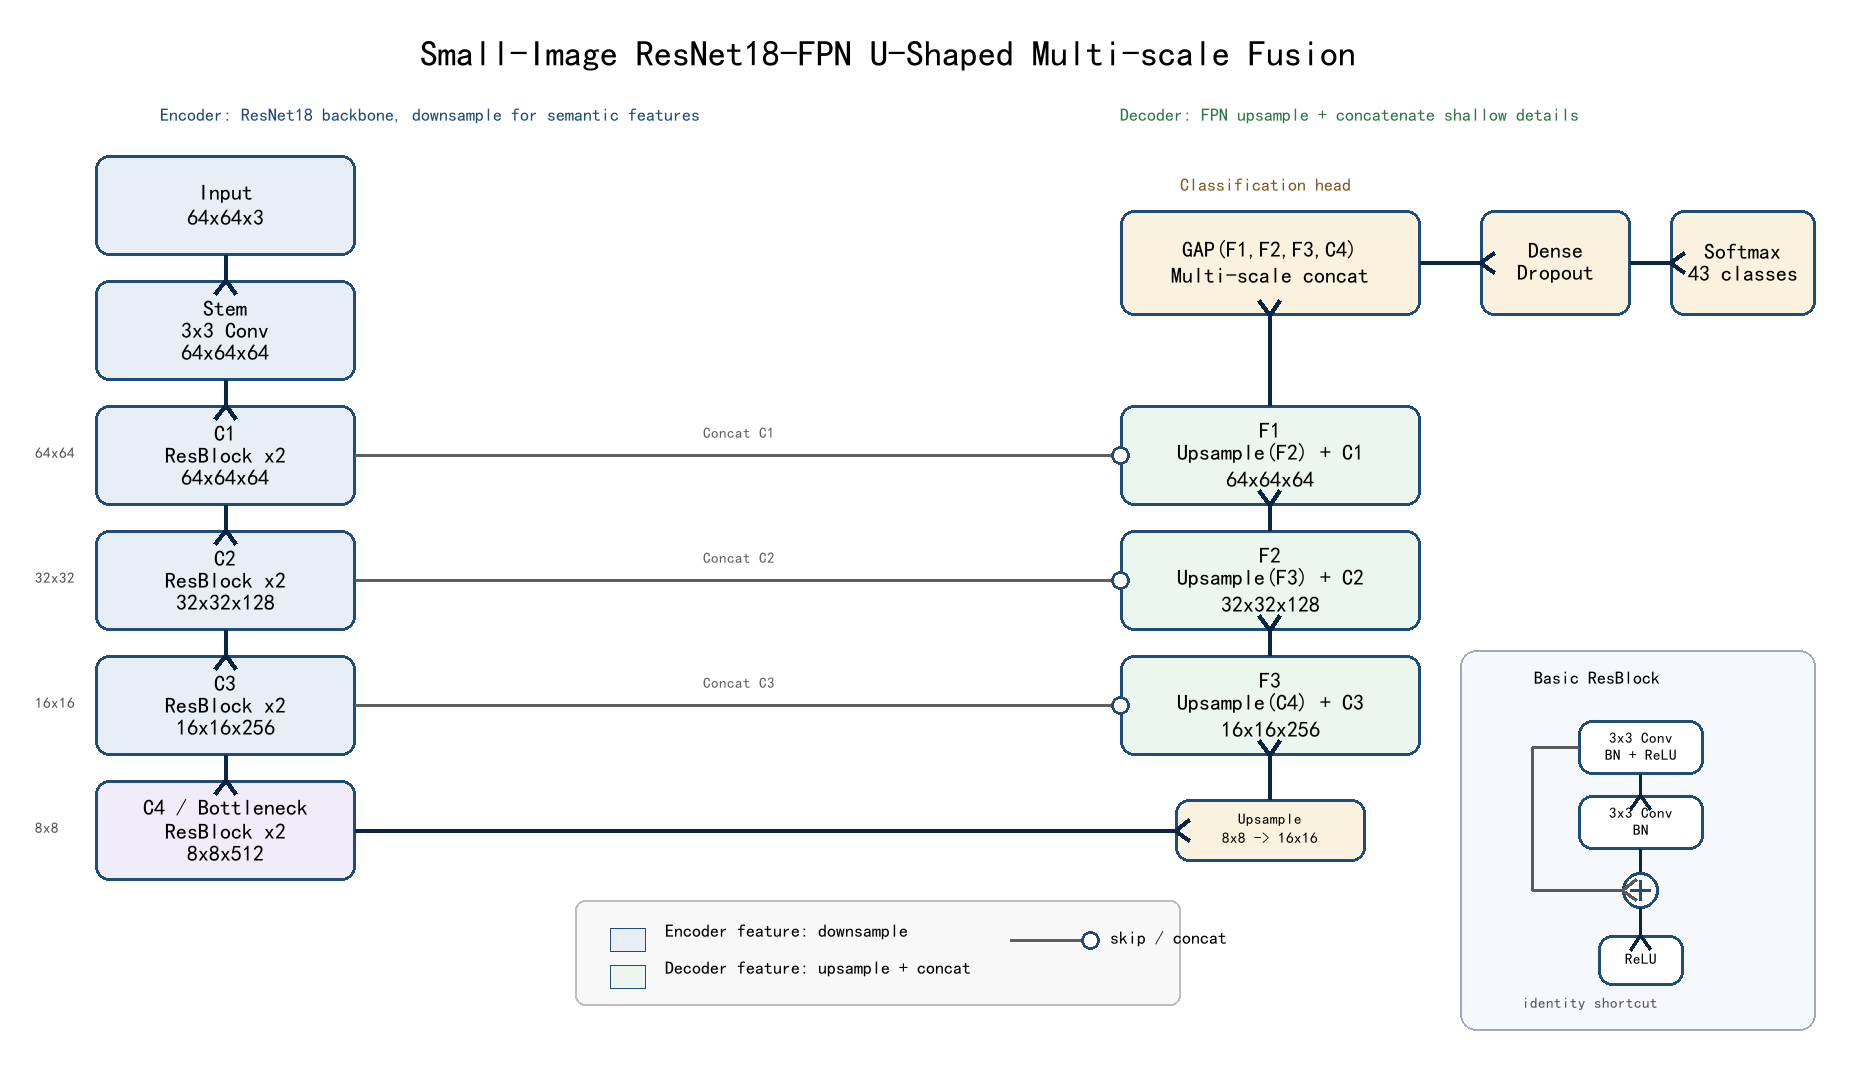 Small-Image ResNet18-FPN U-Shaped Multi-scale Fusion
Encoder: ResNet18 backbone, downsample for semantic features
Decoder: FPN upsample + concatenate shallow details
Input
64x64x3
Stem
3x3 Conv
64x64x64
64x64
C1
ResBlock x2
64x64x64
32x32
C2
ResBlock x2
32x32x128
16x16
C3
ResBlock x2
16x16x256
8x8
C4 / Bottleneck
ResBlock x2
8x8x512
Concat C1
Concat C2
Concat C3
Classification head
GAP(F1,F2,F3,C4)
Multi-scale concat
Dense
Dropout
Softmax
43 classes
F1
Upsample(F2) + C1
64x64x64
F2
Upsample(F3) + C2
32x32x128
F3
Upsample(C4) + C3
16x16x256
Upsample
8x8 -> 16x16
Encoder feature: downsample
skip / concat
Decoder feature: upsample + concat
Basic ResBlock
3x3 Conv
BN + ReLU
3x3 Conv
BN
ReLU
identity shortcut